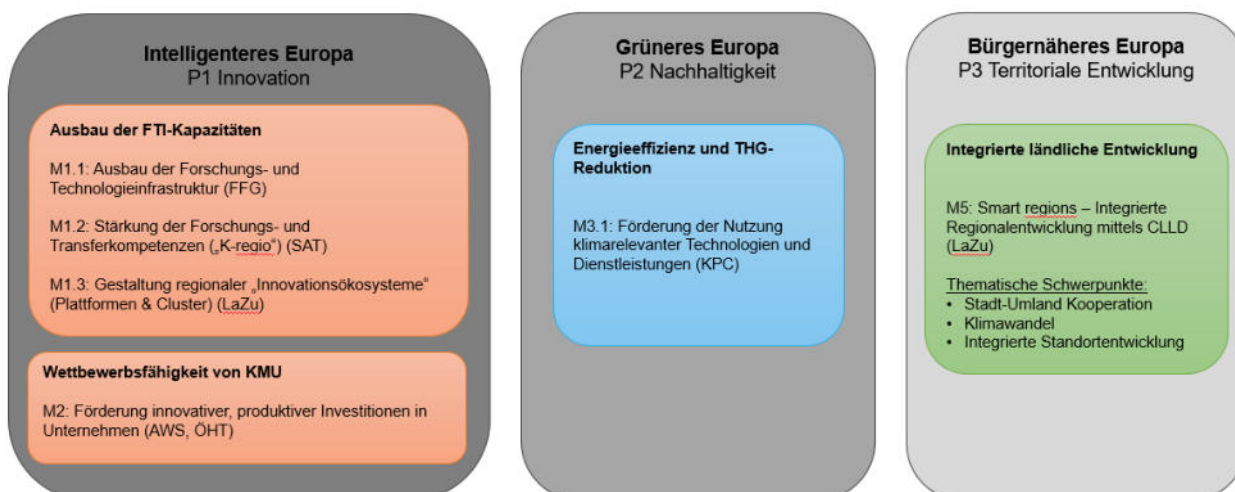 Intelligenteres Europa
P1 Innovation
Ausbau der FTI-Kapazitäten
M1.1: Ausbau der Forschungs- und
Technologieinfrastruktur (FFG)
M1.2: Stärkung der Forschungs- und
Transferkompetenzen („K-regio“) (SAT)
M1.3: Gestaltung regionaler „Innovationsökosysteme“
(Plattformen & Cluster) (LaZu)
Wettbewerbsfähigkeit von KMU
M2: Förderung innovativer, produktiver Investitionen in
Unternehmen (AWS, ÖHT)
Grüneres Europa
P2 Nachhaltigkeit
Energieeffizienz und THG-
Reduktion
M3.1: Förderung der Nutzung
klimarelevanter Technologien und
Dienstleistungen (KPC)
Bürgernäheres Europa
P3 Territoriale Entwicklung
Integrierte ländliche Entwicklung
M5: Smart regions – Integrierte
Regionalentwicklung mittels CLLD
(LaZu)
Thematische Schwerpunkte:
• Stadt-Umland Kooperation
• Klimawandel
• Integrierte Standortentwicklung